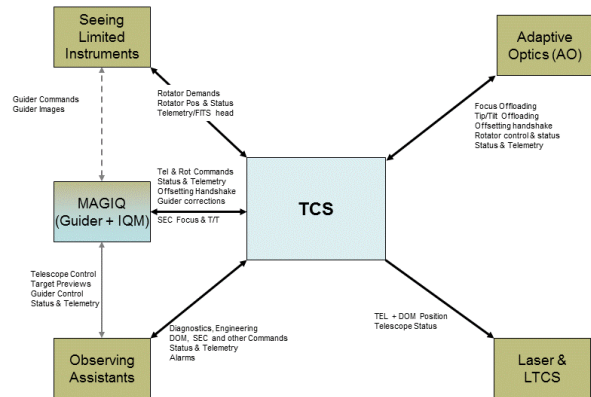 Seeing
Limited
Instruments
Adaptive
Optics (AO)
Guider Commands
Guider Images
Rotator Demands
Rotator Pos & Status
Telemetry/FITS head
Focus Offloading
Tip/Tilt Offloading
Offsetting handshake
Rotator control & status
Status & Telemetry
Tel & Rot Commands
Status & Telemetry
Offsetting Handshake
Guider corrections
SEC Focus & T/T
MAGIQ
(Guider + IQM)
TCS
Telescope Control
Target Previews
Guider Control
Status & Telemetry
TEL + DOM Position
Telescope Status
Diagnostics, Engineering
DOM, SEC and other Commands
Status & Telemetry
Alarms
Observing
Assistants
Laser &
LTCS